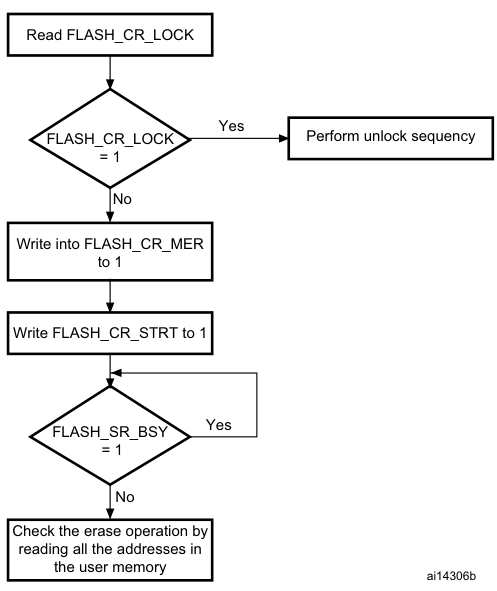 Read FLASH_CR_LOCK
FLASH_CR_LOCK
= 1
Yes
Perform unlock sequency
No
Write into FLASH_CR_MER
to 1
Write FLASH_CR_STRT to 1
FLASH_SR_BSY
= 1
Yes
No
Check the erase operation by
reading all the addresses in
the user memory
ai14306b